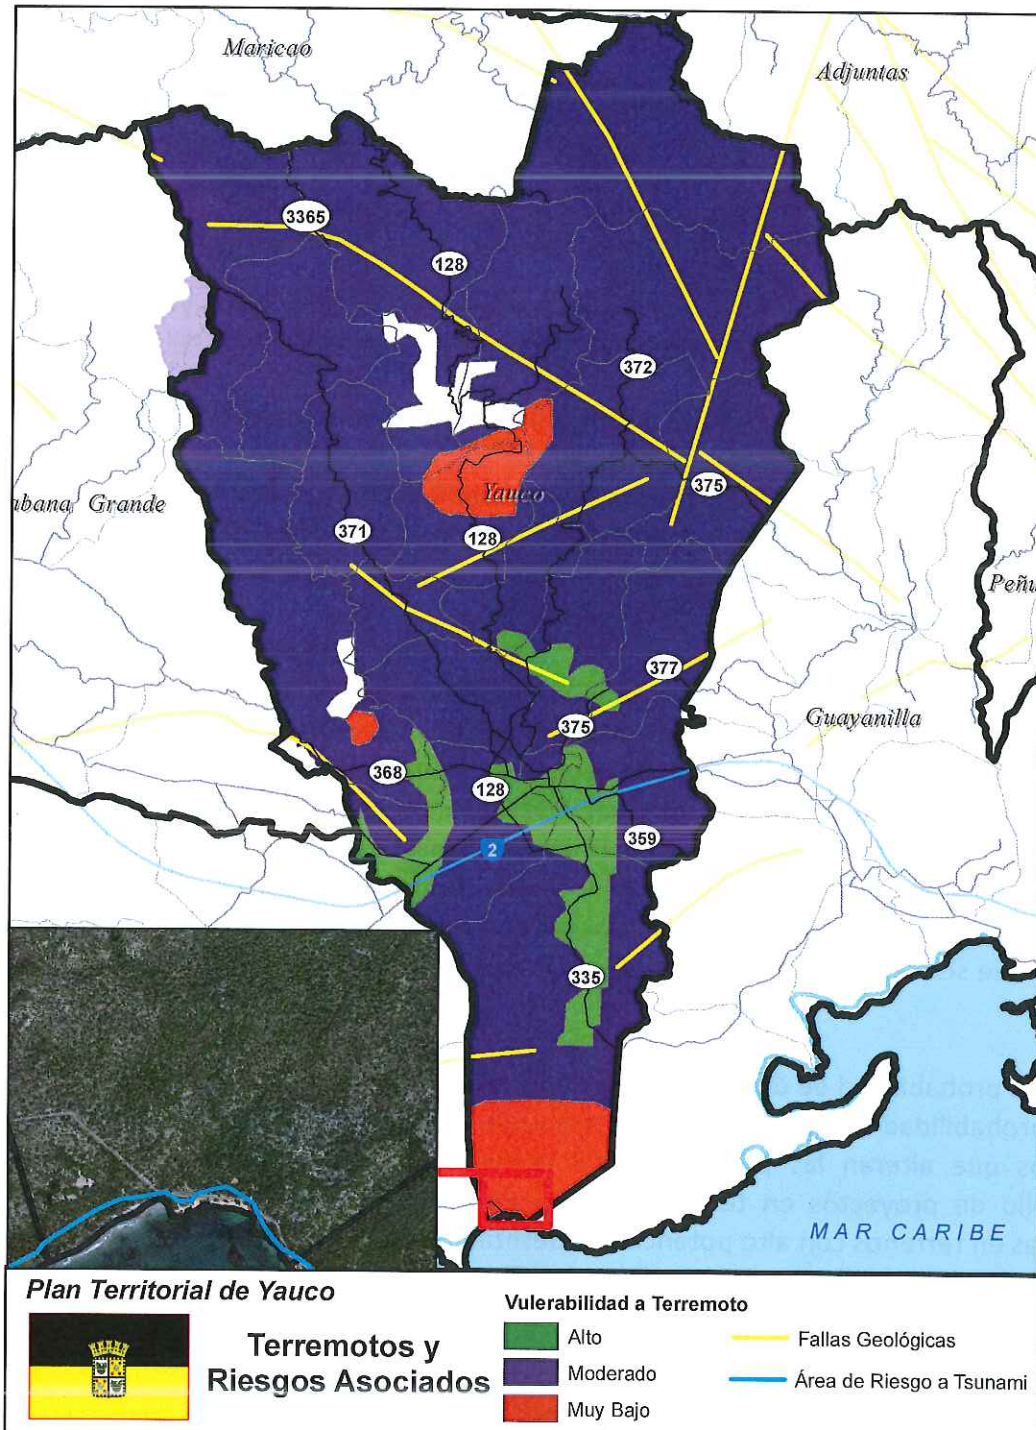 Maricao
Adjuntas
3365
128
372
375
Yauco
abana Grande
371
128
Peñu
377
Guayanilla
375
368
128
359
2
335
MAR CARIBE
Plan Territorial de Yauco
Terremotos y
Riesgos Asociados
Vulerabilidad a Terremoto
Alto
Moderado
Muy Bajo
Fallas Geológicas
Área de Riesgo a Tsunami